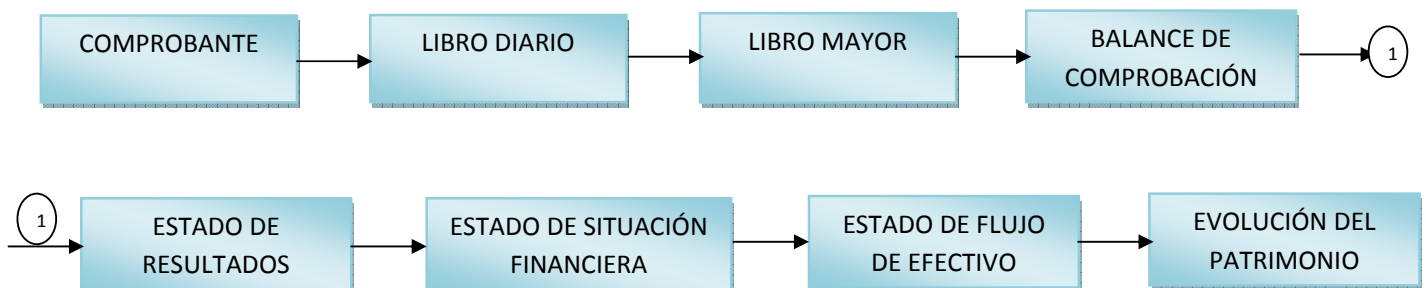 COMPROBANTE
LIBRO DIARIO
LIBRO MAYOR
BALANCE DE
COMPROBACIÓN
1
1
ESTADO DE
RESULTADOS
ESTADO DE SITUACIÓN
FINANCIERA
ESTADO DE FLUJO
DE EFECTIVO
EVOLUCIÓN DEL
PATRIMONIO